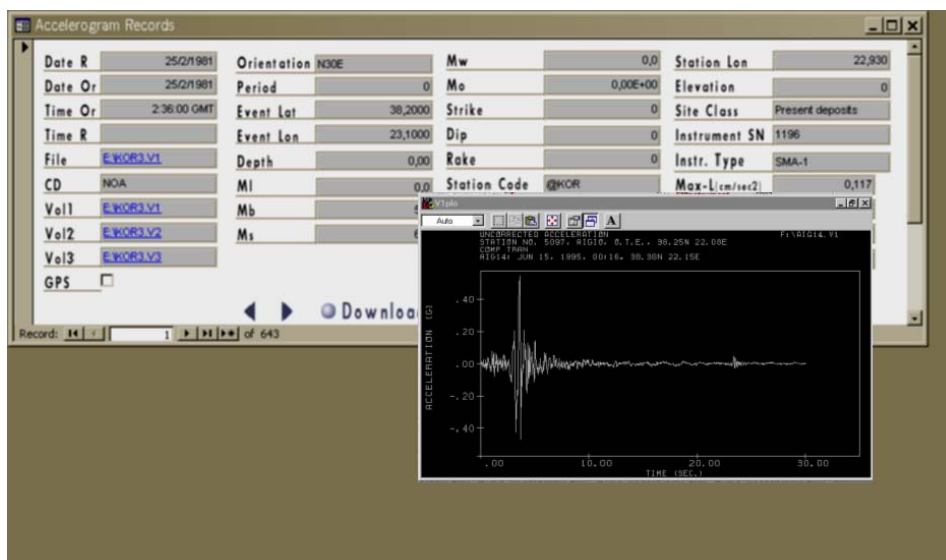 Accelerogram Records
Date R 25/2/1981 Orientation N30E Mw 0,0 Station Lon 22,930
Date Or 25/2/1981 Period 0 Mo 0,00E+00 Elevation 0
Time Or 2:36:00 GMT Event Lat 38,2000 Strike 0 Site Class Present deposits
Time R Event Lon 23,1000 Dip 0 Instrument SN 1196
File E:\KOR3.V1 Depth 0,00 Rake 0 Instr. Type SMA-1
CD NOA Ml 0,0 Station Code @KOR Max-L(cm/sec2) 0,117
Vol1 E:\KOR3.V1 Mb
Vol2 E:\KOR3.V2 Ms
Vol3 E:\KOR3.V3
GPS
Downloa
Record: 1 of 643
V1plo
Auto A
UNCORRECTED ACCELERATION F:\AIG14.V1
STATION NO. 5097, AIGIO, O.T.E., 38.25N 22.08E
COMP TRAN
AIG14: JUN 15, 1995, 00:16, 38.36N 22.15E
ACCELERATION (G)
.40
.20
.00
-.20
-.40
.00 10.00 20.00 30.00
TIME (SEC.)